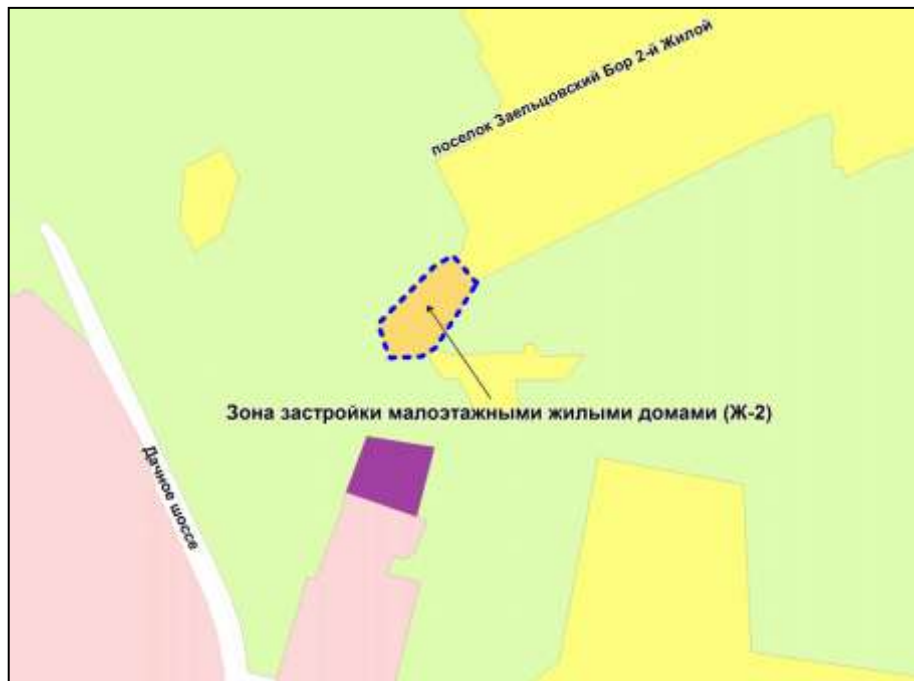 поселок Заельцовский Бор 2-й Жилой
Зона застройки малоэтажными жилыми домами (Ж-2)
Дачное шоссе